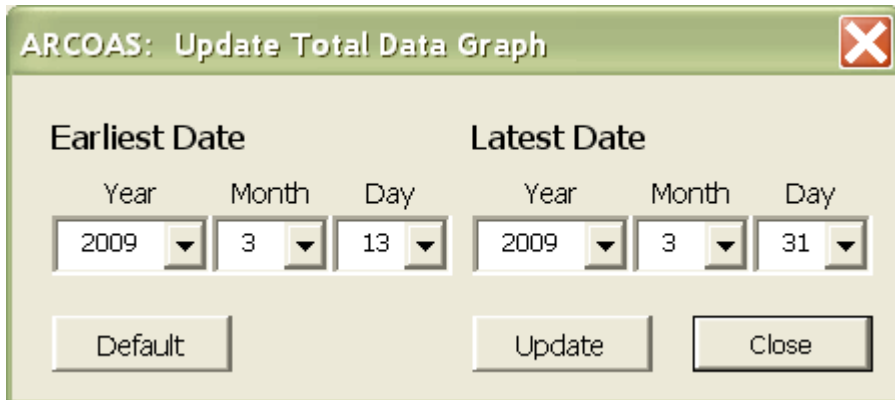 ARCOAS:  Update Total Data Graph
Earliest Date Latest Date
Year Month Day Year Month Day
2009 3 13 2009 3 31
Default Update Close